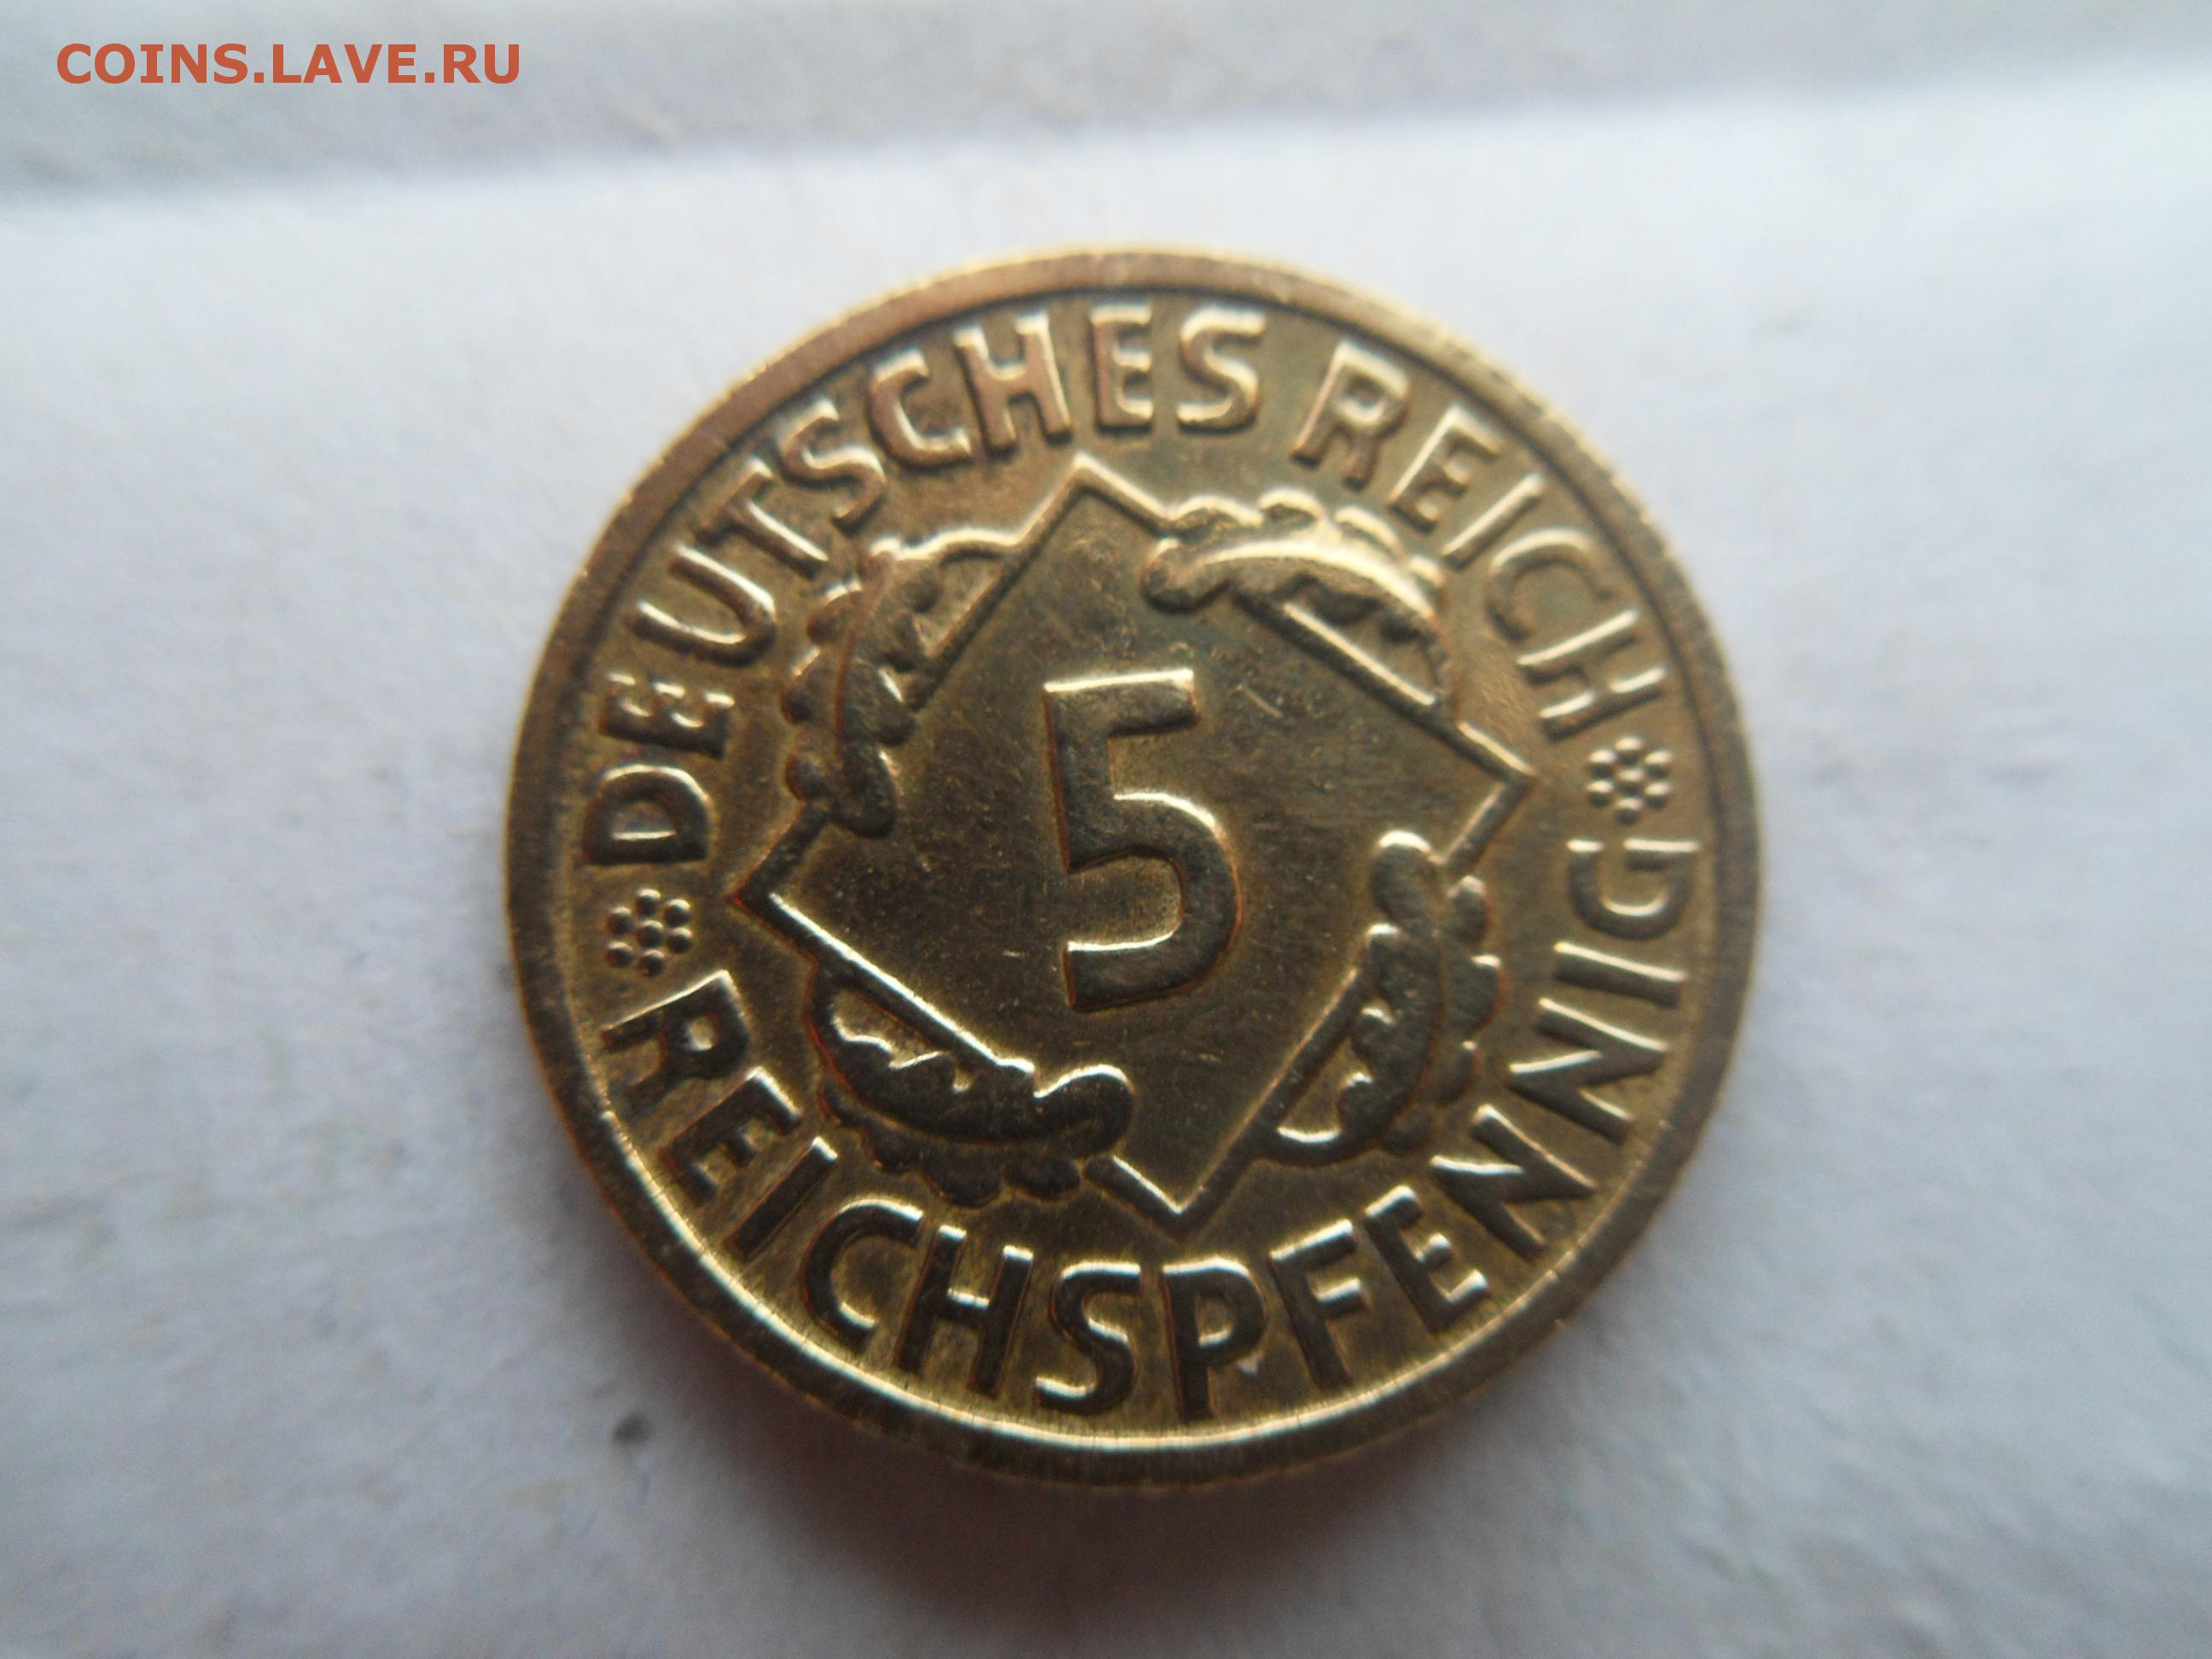 COINS.LAVE.RU
DEUTSCHES REICH
5
REICHSPFENNIG